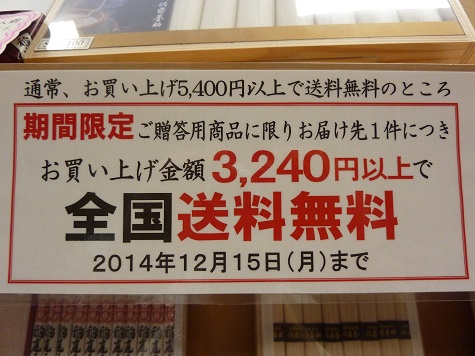 通常、お買い上げ5,400円以上で送料無料のところ
期間限定ご贈答用商品に限りお届け先1件につき
お買い上げ金額3,240円以上で
全国送料無料
2014年12月15日(月)まで